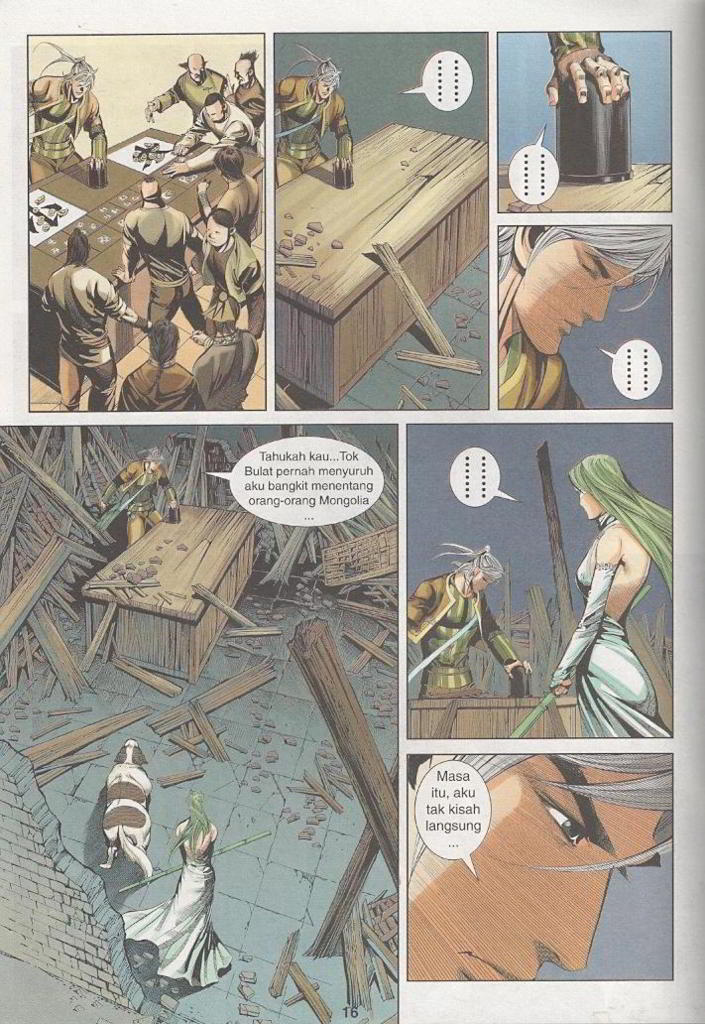 Tahukah kau...Tok
Bulat pernah menyuruh
aku bangkit menentang
orang-orang Mongolia
...
Masa
itu, aku
tak kisah
langsung
...
16